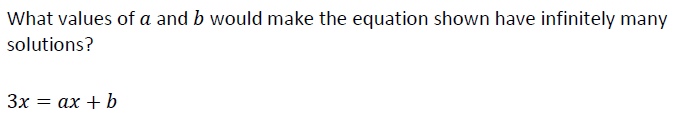 What values of a and b would make the equation shown have infinitely many
solutions?
3x = ax + b